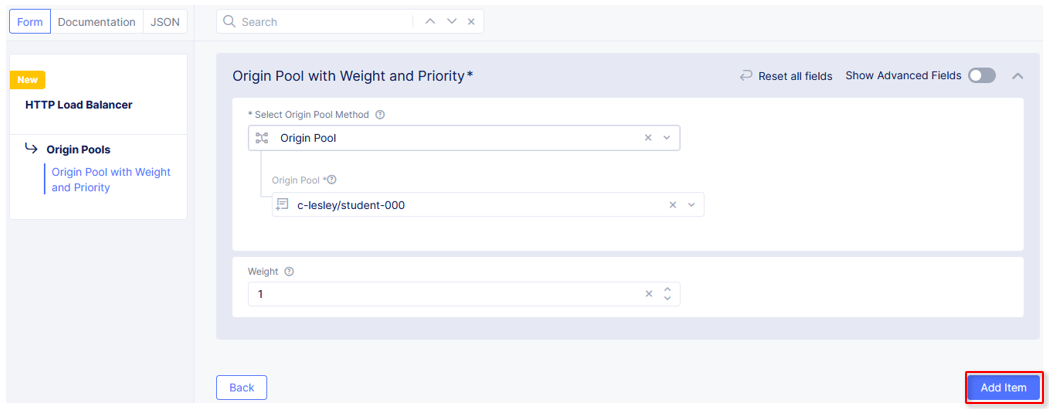 Form Documentation JSON
Search
New
HTTP Load Balancer
Origin Pools
Origin Pool with Weight
and Priority
Origin Pool with Weight and Priority*
Reset all fields
Show Advanced Fields
* Select Origin Pool Method
Origin Pool
Origin Pool *
c-lesley/student-000
Weight
1
Back
Add Item